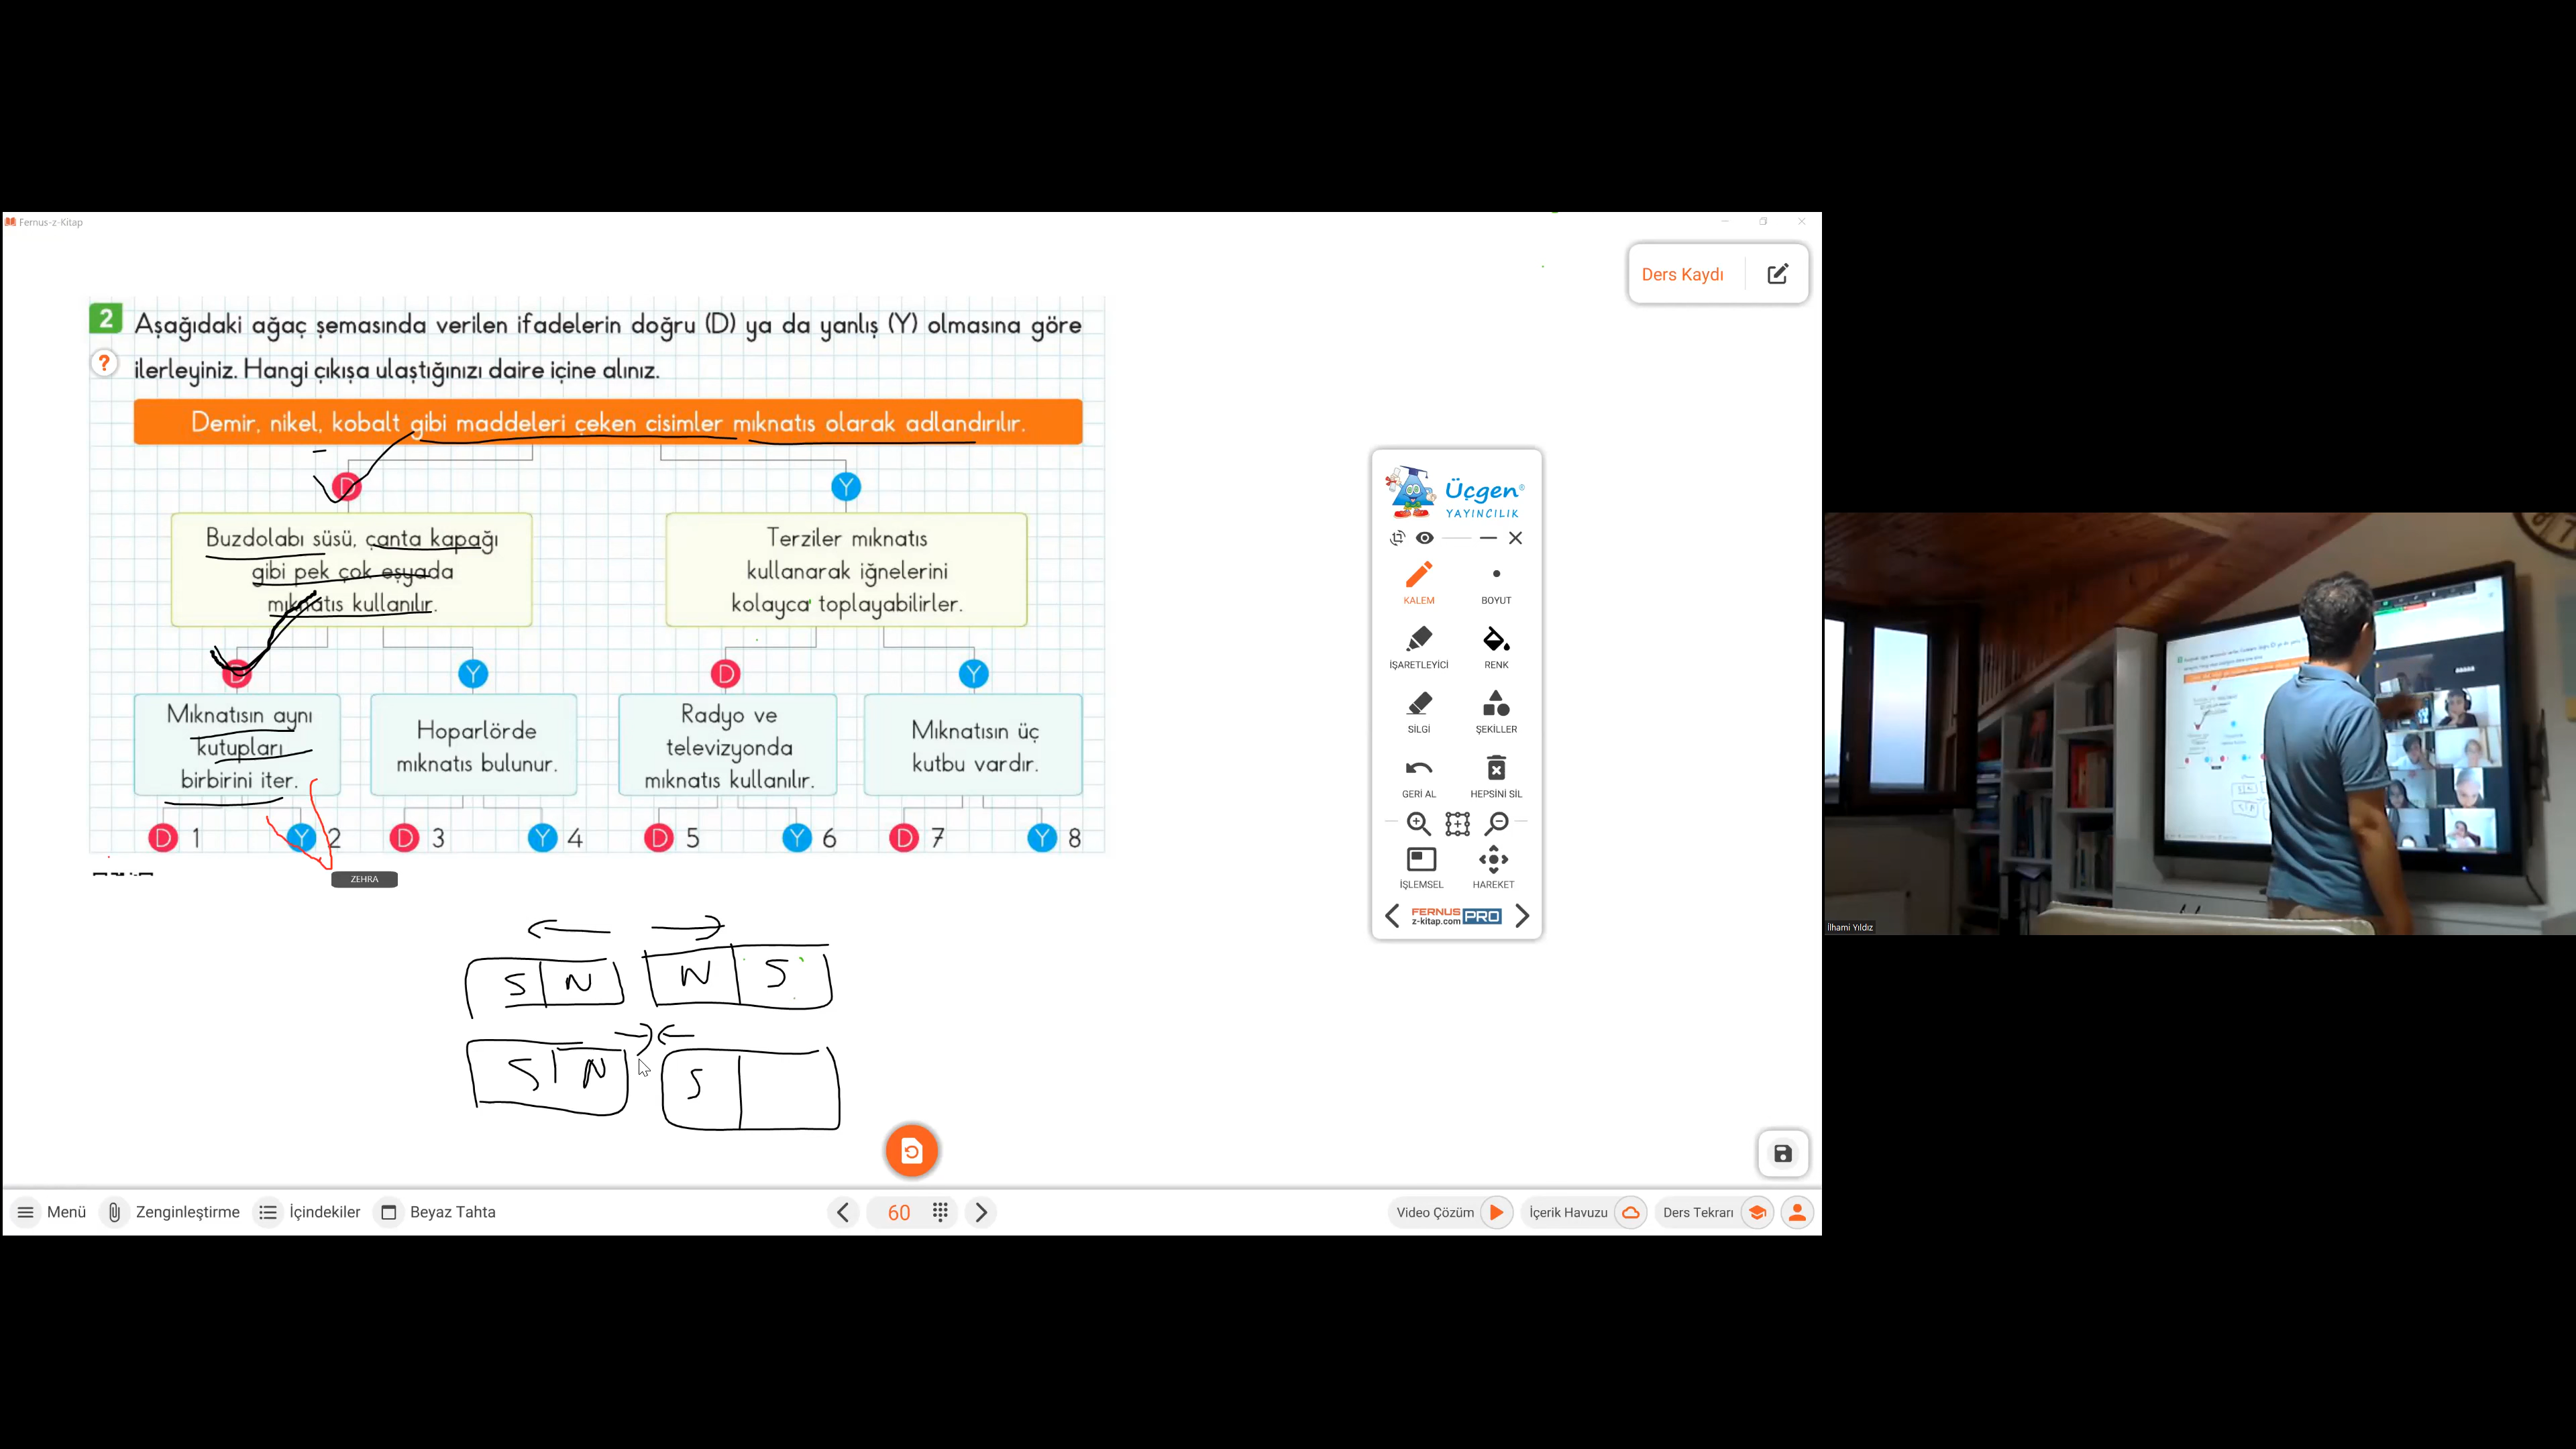 Fernus-z-Kitap
Ders Kaydı
2 Aşağıdaki ağaç şemasında verilen ifadelerin doğru (D) ya da yanlış (Y) olmasına göre
? ilerleyiniz. Hangi çıkışa ulaştığınızı daire içine alınız.
Demir, nikel, kobalt gibi maddeleri çeken cisimler mıknatıs olarak adlandırılır.
D Y
Buzdolabı süsü, çanta kapağı
gibi pek çok eşyada
mıknatıs kullanılır.
Terziler mıknatıs
kullanarak iğnelerini
kolayca toplayabilirler.
D Y D Y
Mıknatısın aynı
kutupları
birbirini iter.
Hoparlörde
mıknatıs bulunur.
Radyo ve
televizyonda
mıknatıs kullanılır.
Mıknatısın üç
kutbu vardır.
D 1 Y 2 D 3 Y 4 D 5 Y 6 D 7 Y 8
ZEHRA
S N N S
S N S
Üçgen
YAYINCILIK
KALEM BOYUT
İŞARETLEYİCİ RENK
SİLGİ ŞEKİLLER
GERİ AL HEPSİNİ SİL
İŞLEMSEL HAREKET
FERNUS PRO
z-kitap.com
İlhami Yıldız
Menü Zenginleştirme İçindekiler Beyaz Tahta 60 Video Çözüm İçerik Havuzu Ders Tekrarı